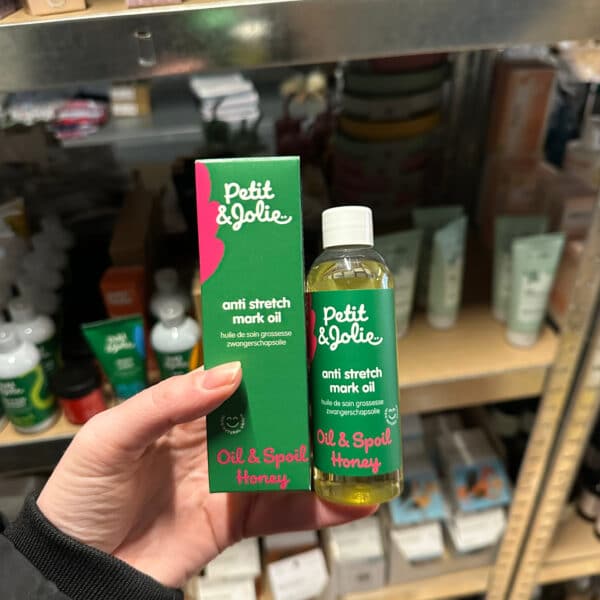 Petit
&Jolie..
anti stretch
mark oil
huile de soin grossesse
zwangerschapsolie
Oil & Spoil
Honey
Petit
&Jolie..
anti stretch
mark oil
huile de soin grossesse
zwangerschapsolie
Oil & Spoil
Honey